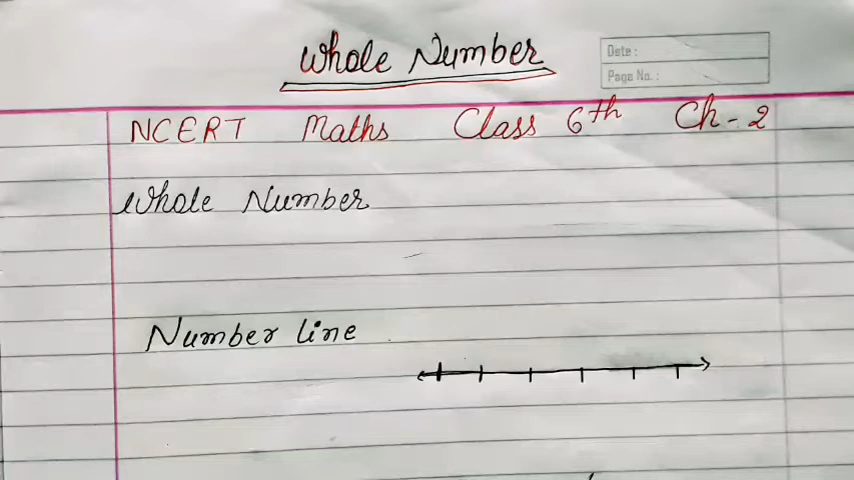 Whole Number
Date :
Page No. :
NCERT Maths Class 6th Ch - 2
Whole Number
Number line